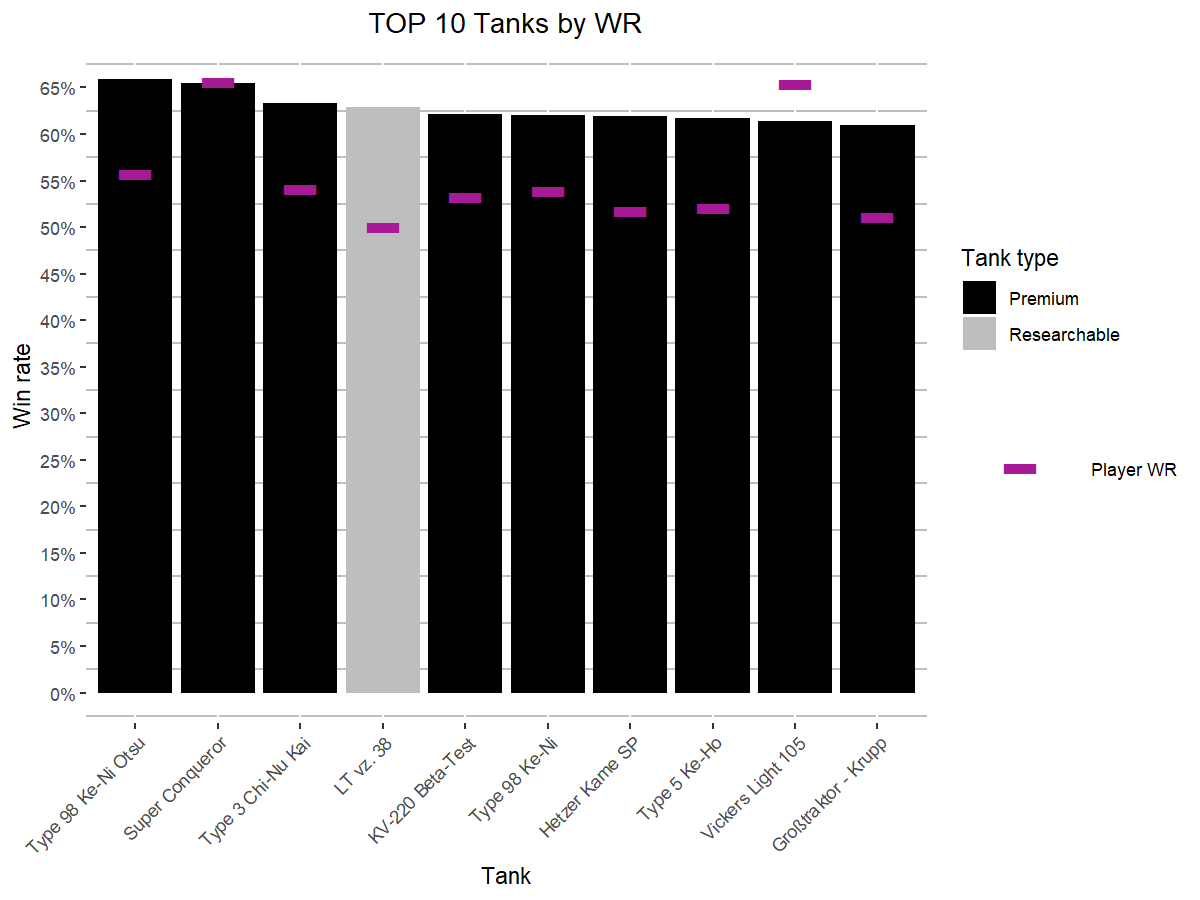 TOP 10 Tanks by WR
Win rate
65%
60%
55%
50%
45%
40%
35%
30%
25%
20%
15%
10%
5%
0%
Type 98 Ke-Ni Otsu
Super Conqueror
Type 3 Chi-Nu Kai
LT vz. 38
KV-220 Beta-Test
Type 98 Ke-Ni
Hetzer Kame SP
Type 5 Ke-Ho
Vickers Light 105
Großtraktor - Krupp
Tank
Tank type
Premium
Researchable
Player WR